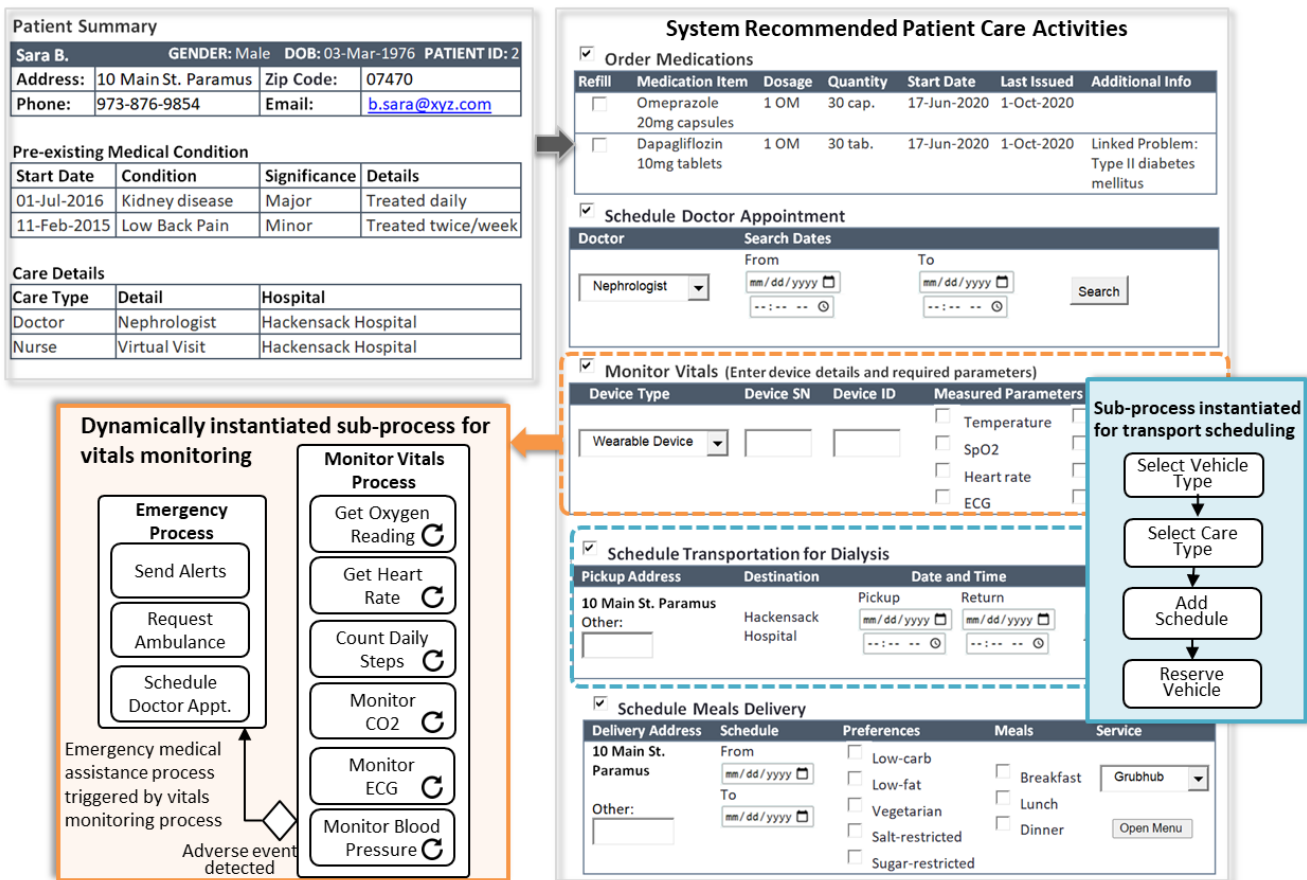 Patient Summary
Sara B. GENDER: Male DOB: 03-Mar-1976 PATIENT ID: 2
Address: 10 Main St. Paramus Zip Code: 07470
Phone: 973-876-9854 Email: b.sara@xyz.com
Pre-existing Medical Condition
Start Date Condition Significance Details
01-Jul-2016 Kidney disease Major Treated daily
11-Feb-2015 Low Back Pain Minor Treated twice/week
Care Details
Care Type Detail Hospital
Doctor Nephrologist Hackensack Hospital
Nurse Virtual Visit Hackensack Hospital
System Recommended Patient Care Activities
Order Medications
Refill Medication Item Dosage Quantity Start Date Last Issued Additional Info
Omeprazole 1 OM 30 cap. 17-Jun-2020 1-Oct-2020
20mg capsules
Dapagliflozin 1 OM 30 tab. 17-Jun-2020 1-Oct-2020 Linked Problem:
10mg tablets Type II diabetes
mellitus
Schedule Doctor Appointment
Doctor Search Dates
From To
Nephrologist mm/dd/yyyy mm/dd/yyyy Search
--:-- -- --:-- --
Monitor Vitals (Enter device details and required parameters)
Device Type Device SN Device ID Measured Parameters
Wearable Device
Temperature
SpO2
Heart rate
ECG
Schedule Transportation for Dialysis
Pickup Address Destination Date and Time
10 Main St. Paramus Hackensack Pickup Return
Other: Hospital mm/dd/yyyy mm/dd/yyyy
--:-- -- --:-- --
Schedule Meals Delivery
Delivery Address Schedule Preferences Meals Service
10 Main St. From Low-carb
Paramus mm/dd/yyyy Low-fat Breakfast Grubhub
To Vegetarian Lunch
Other: mm/dd/yyyy Salt-restricted Dinner Open Menu
Sugar-restricted
Sub-process instantiated
for transport scheduling
Select Vehicle
Type
Select Care
Type
Add
Schedule
Reserve
Vehicle
Dynamically instantiated sub-process for
vitals monitoring
Emergency
Process
Send Alerts
Request
Ambulance
Schedule
Doctor Appt.
Emergency medical
assistance process
triggered by vitals
monitoring process
Adverse event
detected
Monitor Vitals
Process
Get Oxygen
Reading
Get Heart
Rate
Count Daily
Steps
Monitor
CO2
Monitor
ECG
Monitor Blood
Pressure